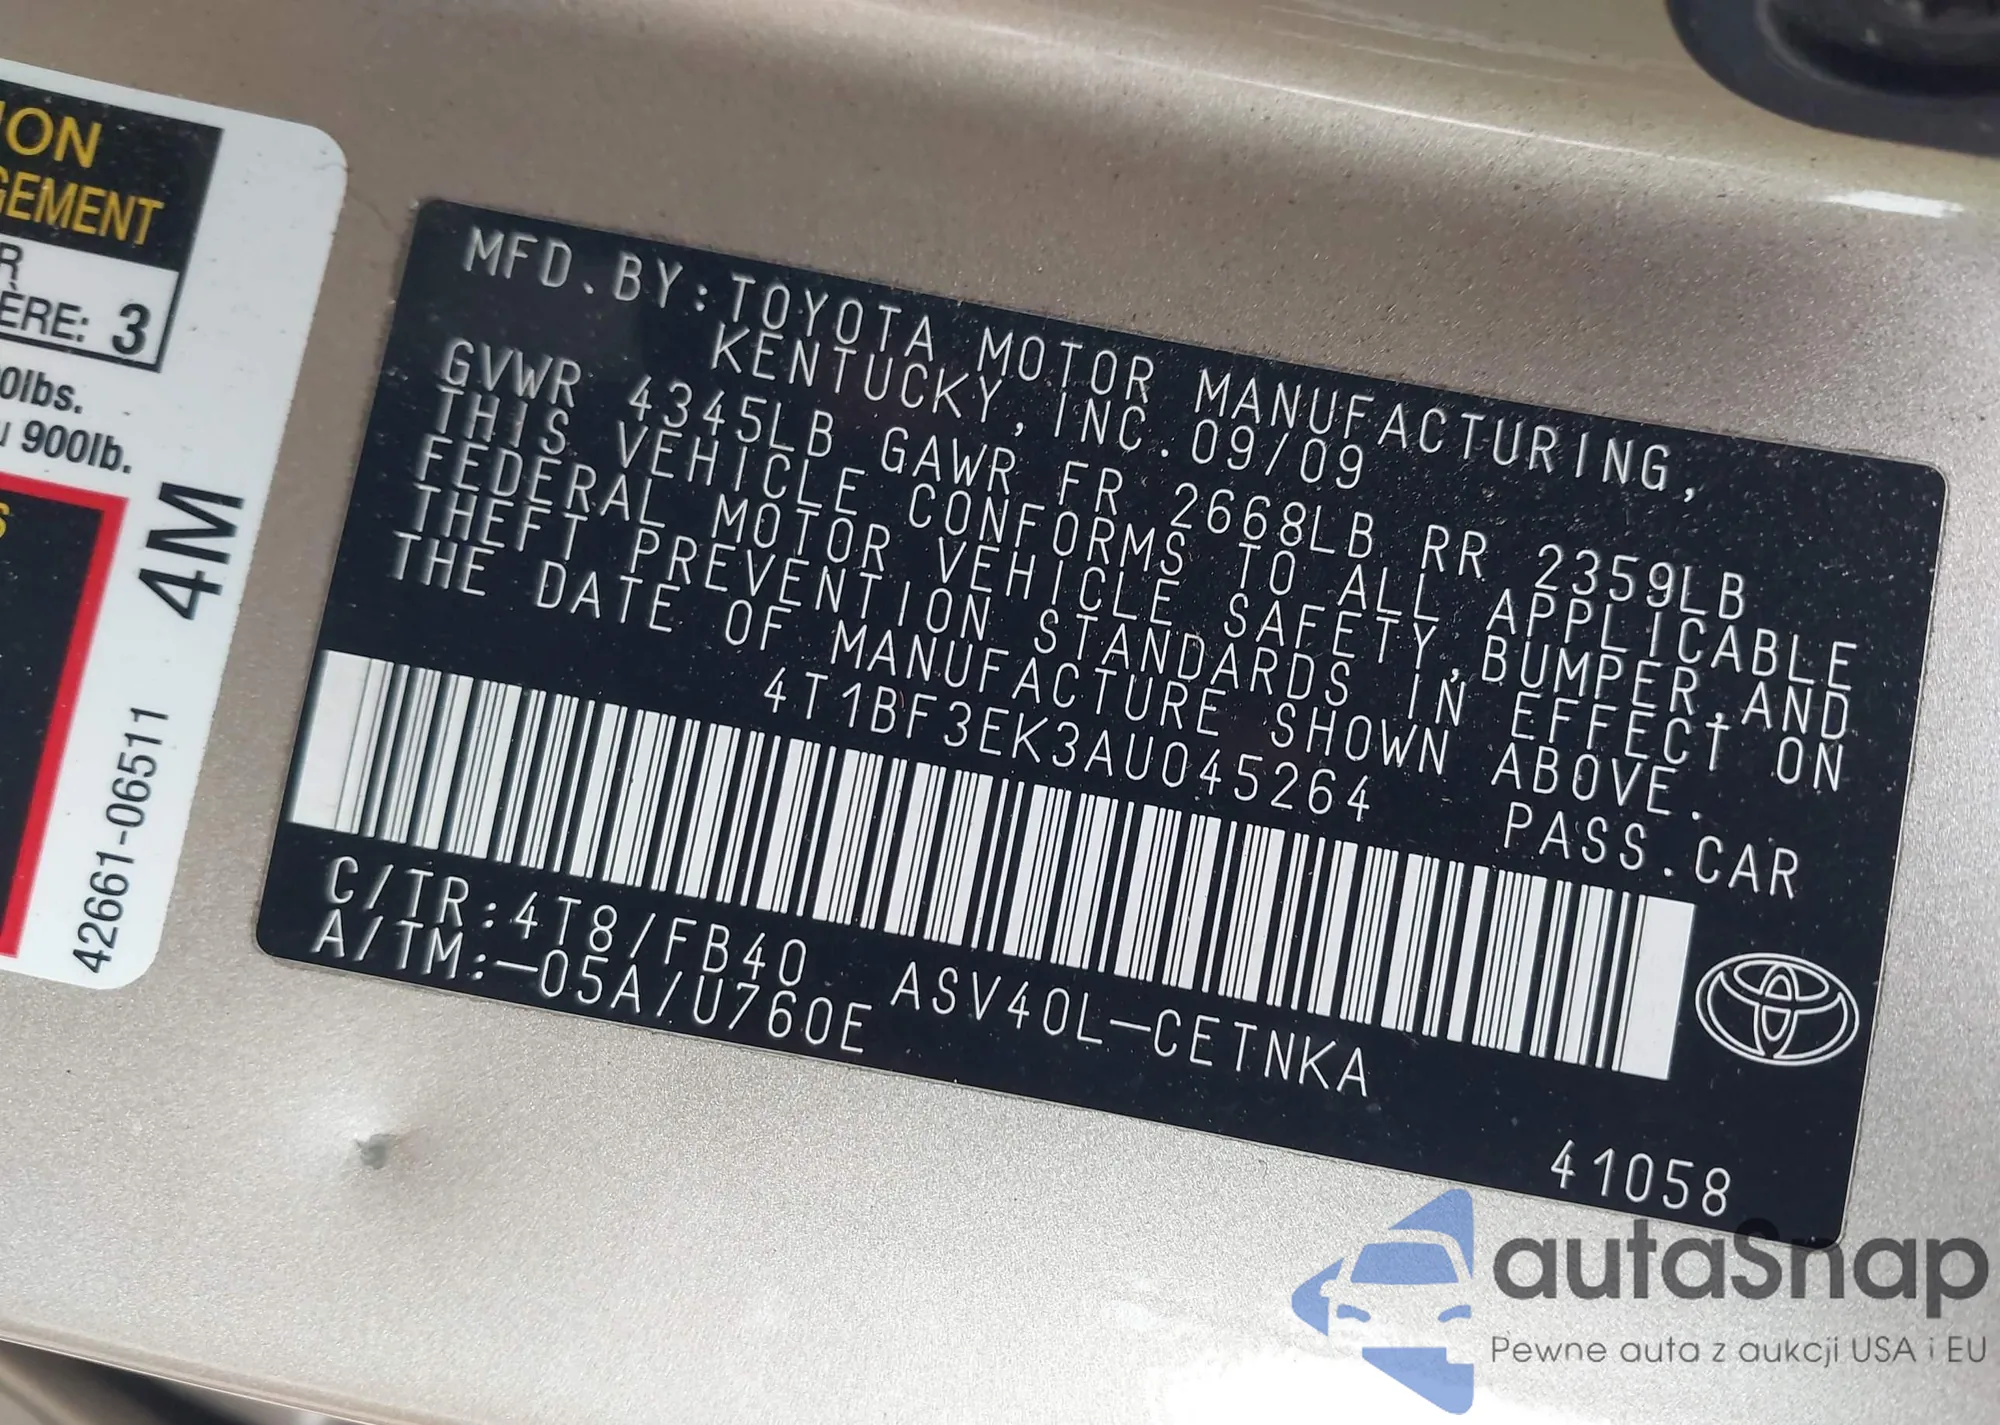 ION
GEMENT
R
ÈRE: 3
0lbs.
u 900lb.
S
4M
42661-06511
MFD.BY:TOYOTA MOTOR MANUFACTURING,
KENTUCKY,INC.09/09
GVWR 4345LB GAWR FR 2668LB RR 2359LB
THIS VEHICLE CONFORMS TO ALL APPLICABLE
FEDERAL MOTOR VEHICLE SAFETY,BUMPER,AND
THEFT PREVENTION STANDARDS IN EFFECT ON
THE DATE OF MANUFACTURE SHOWN ABOVE.
4T1BF3EK3AU045264 PASS.CAR
C/TR:4T8/FB40 ASV40L-CETNKA
A/TM:-05A/U760E
41058
autaSnap
Pewne auta z aukcji USA i EU